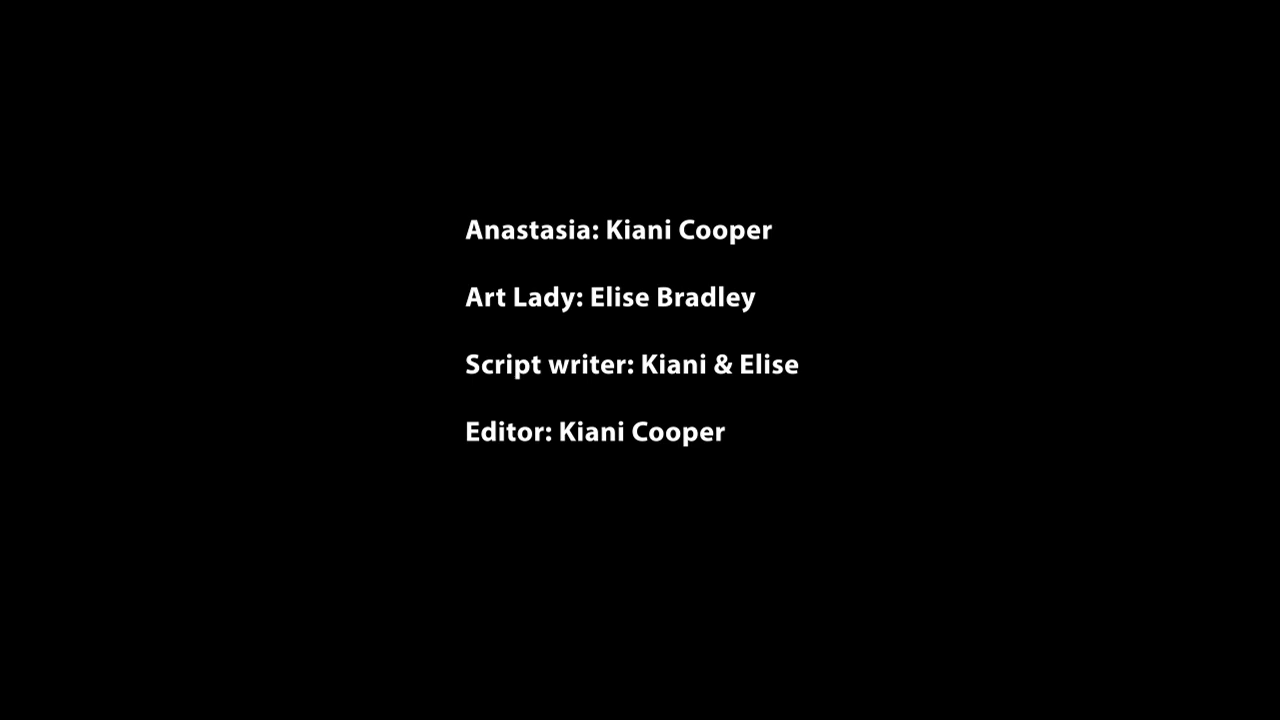 Anastasia: Kiani Cooper
Art Lady: Elise Bradley
Script writer: Kiani & Elise
Editor: Kiani Cooper